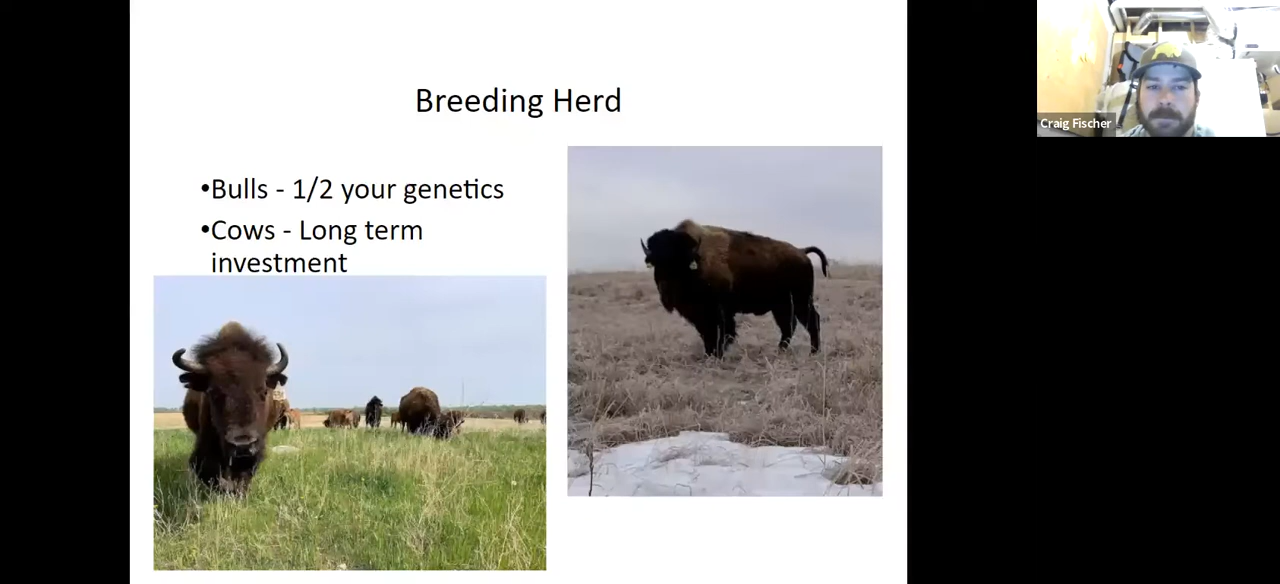 Breeding Herd
•Bulls - 1/2 your genetics
•Cows - Long term
investment
Craig Fischer